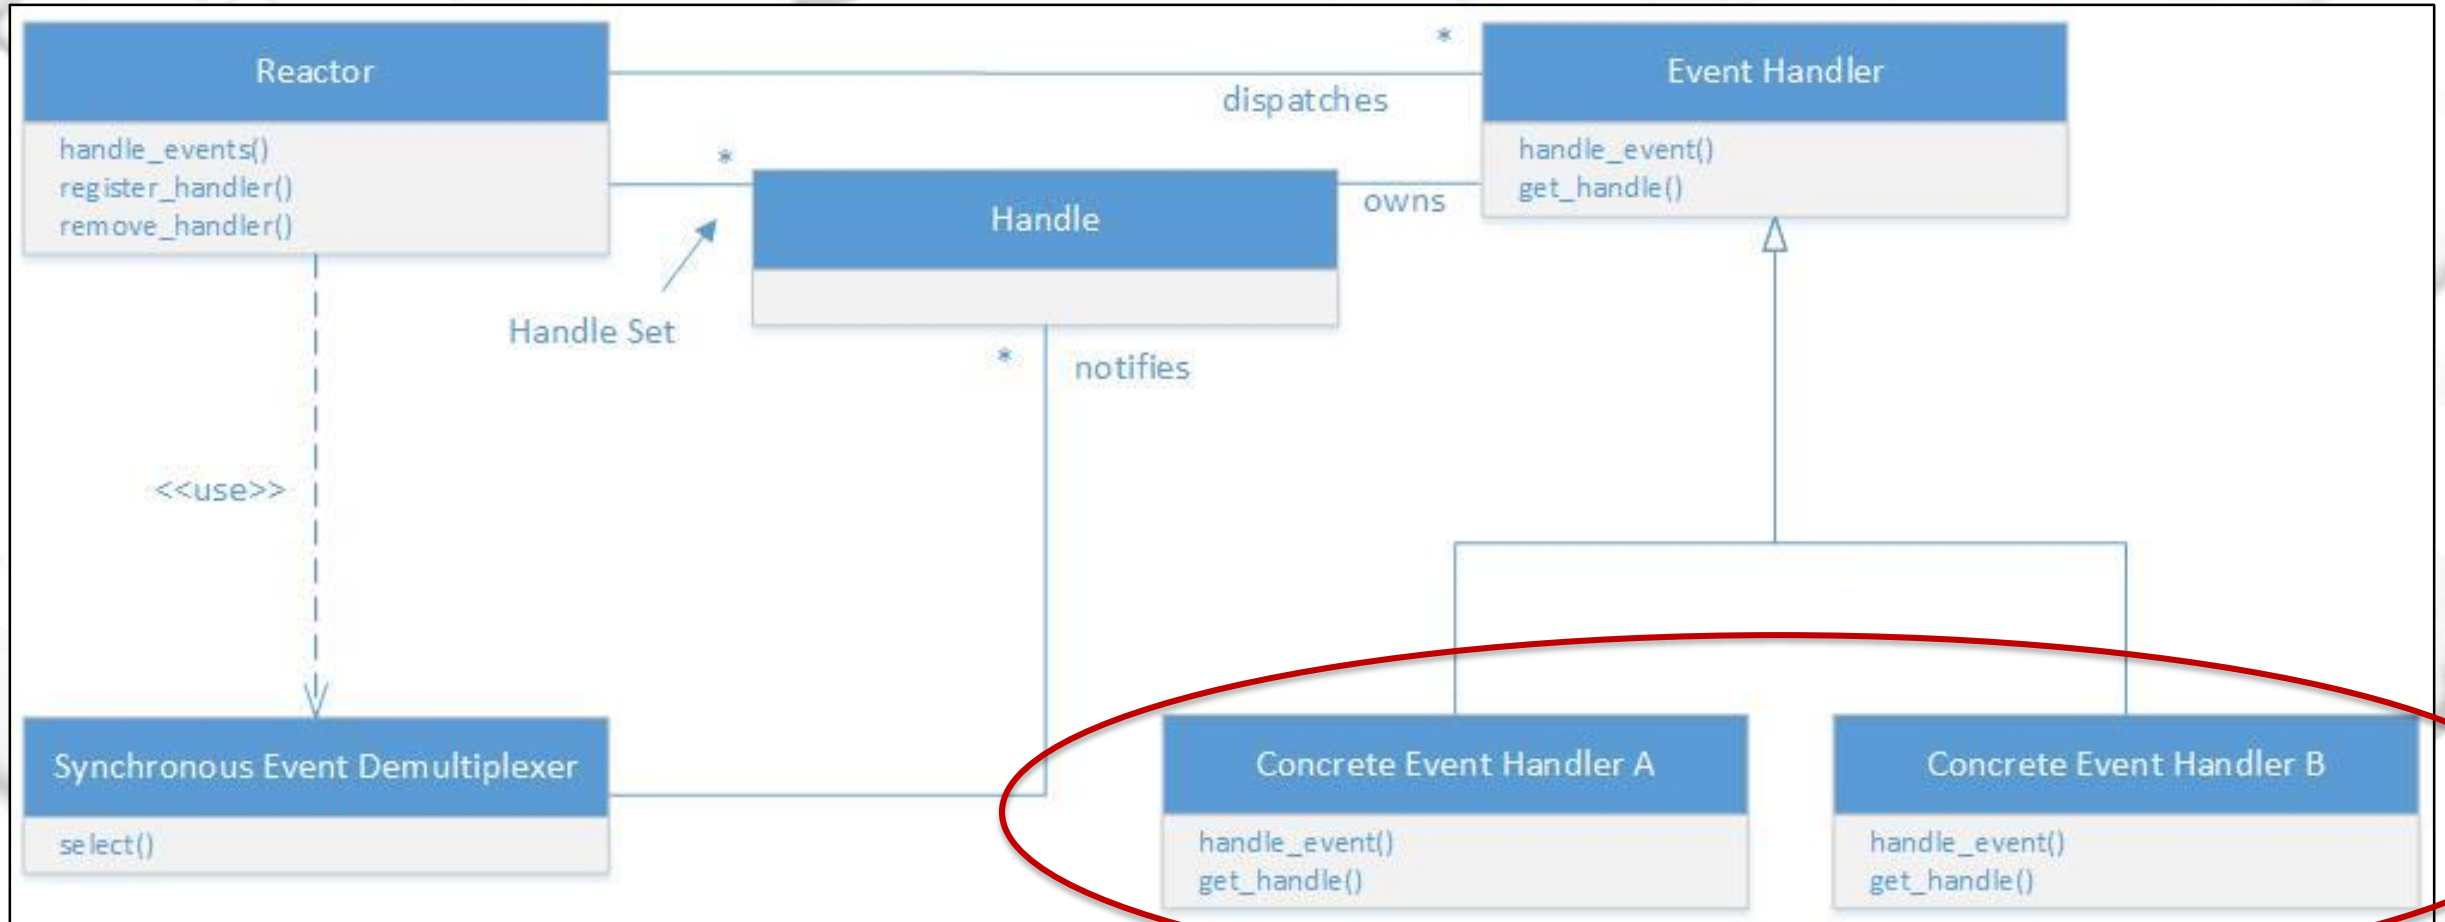 Reactor
handle_events()
register_handler()
remove_handler()
*
dispatches
Event Handler
handle_event()
get_handle()
*
Handle Set
Handle
owns
*
notifies
<<use>>
Synchronous Event Demultiplexer
select()
Concrete Event Handler A
handle_event()
get_handle()
Concrete Event Handler B
handle_event()
get_handle()